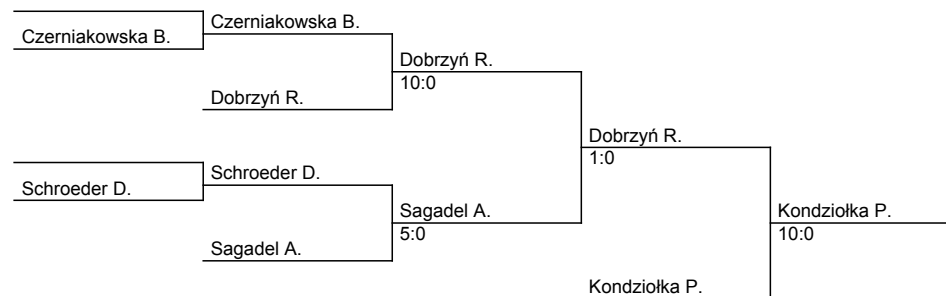 Czerniakowska B.
Czerniakowska B.
Dobrzyń R.
10:0
Dobrzyń R.
Dobrzyń R.
1:0
Schroeder D.
Schroeder D.
Sagadel A.
5:0
Kondziołka P.
10:0
Sagadel A.
Kondziołka P.